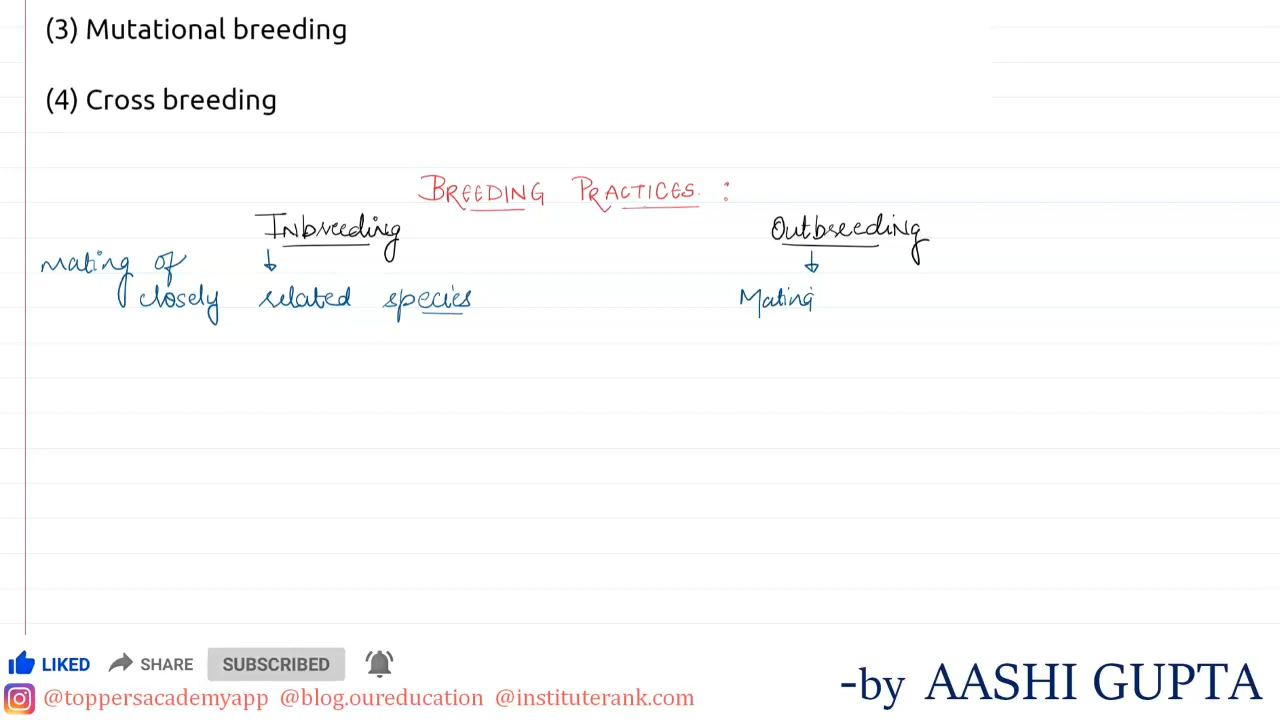 (3) Mutational breeding
(4) Cross breeding
BREEDING PRACTICES :
Inbreeding
Outbreeding
mating of
closely related species
Mating
LIKED SHARE SUBSCRIBED
@toppersacademyapp @blog.oureducation @instituterank.com
-by AASHI GUPTA